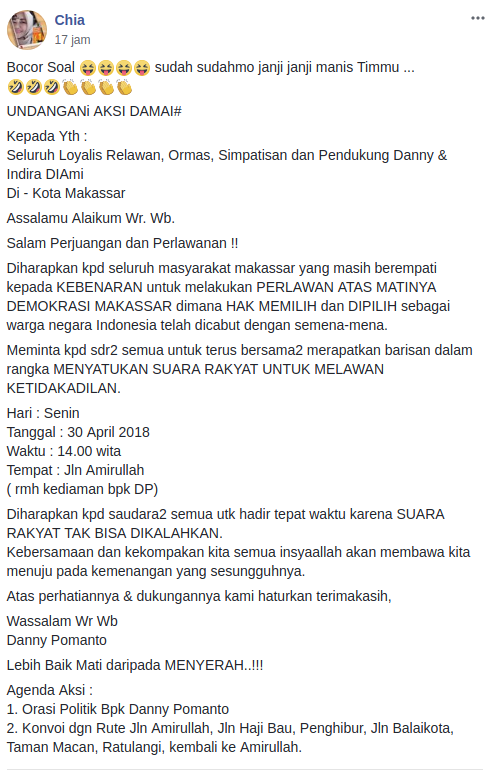 Chia
17 jam
Bocor Soal 😝😝😝😝 sudah sudahmo janji janji manis Timmu ...
🤣🤣🤣👏👏👏👏
UNDANGANi AKSI DAMAI#
Kepada Yth :
Seluruh Loyalis Relawan, Ormas, Simpatisan dan Pendukung Danny &
Indira DIAmi
Di - Kota Makassar
Assalamu Alaikum Wr. Wb.
Salam Perjuangan dan Perlawanan !!
Diharapkan kpd seluruh masyarakat makassar yang masih berempati
kepada KEBENARAN untuk melakukan PERLAWAN ATAS MATINYA
DEMOKRASI MAKASSAR dimana HAK MEMILIH dan DIPILIH sebagai
warga negara Indonesia telah dicabut dengan semena-mena.
Meminta kpd sdr2 semua untuk terus bersama2 merapatkan barisan dalam
rangka MENYATUKAN SUARA RAKYAT UNTUK MELAWAN
KETIDAKADILAN.
Hari : Senin
Tanggal : 30 April 2018
Waktu : 14.00 wita
Tempat : Jln Amirullah
( rmh kediaman bpk DP)
Diharapkan kpd saudara2 semua utk hadir tepat waktu karena SUARA
RAKYAT TAK BISA DIKALAHKAN.
Kebersamaan dan kekompakan kita semua insyaallah akan membawa kita
menuju pada kemenangan yang sesungguhnya.
Atas perhatiannya & dukungannya kami haturkan terimakasih,
Wassalam Wr Wb
Danny Pomanto
Lebih Baik Mati daripada MENYERAH..!!!
Agenda Aksi :
1. Orasi Politik Bpk Danny Pomanto
2. Konvoi dgn Rute Jln Amirullah, Jln Haji Bau, Penghibur, Jln Balaikota,
Taman Macan, Ratulangi, kembali ke Amirullah.